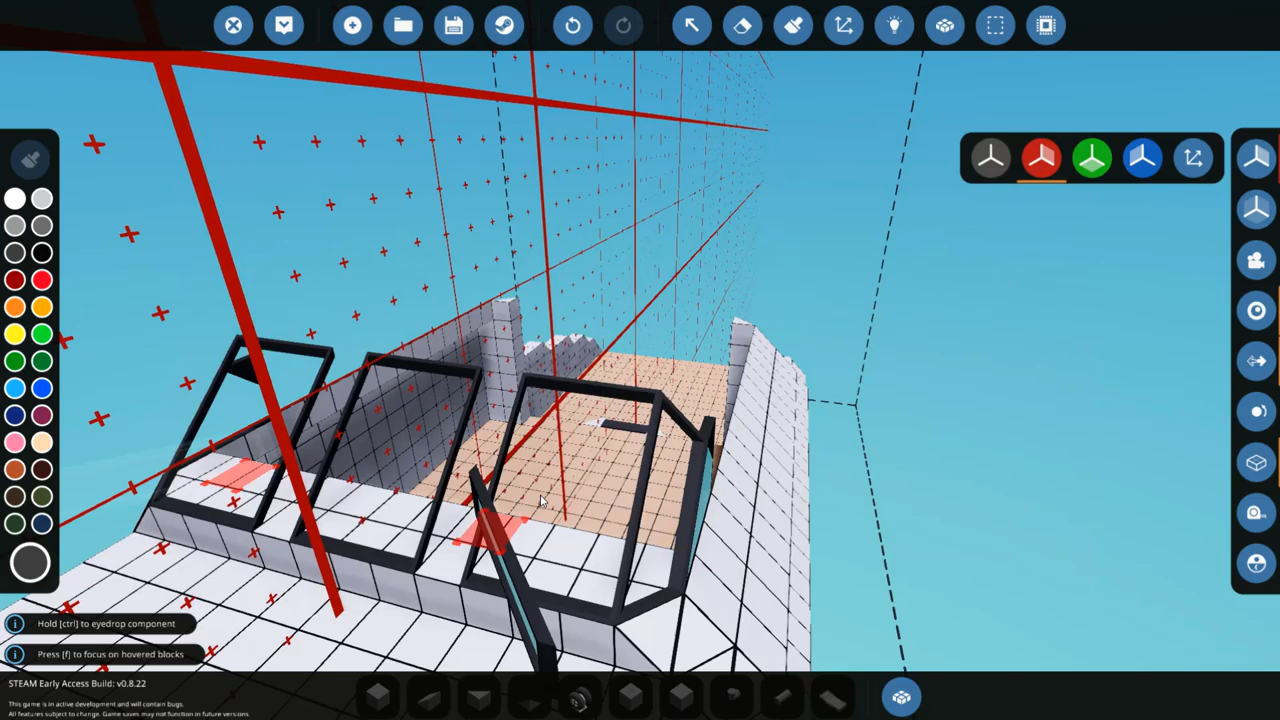 Hold [ctrl] to eyedrop component
Press [f] to focus on hovered blocks
STEAM Early Access Build: v0.8.22
This game is in active development and will contain bugs.
All features subject to change. Game saves may not function in future versions.